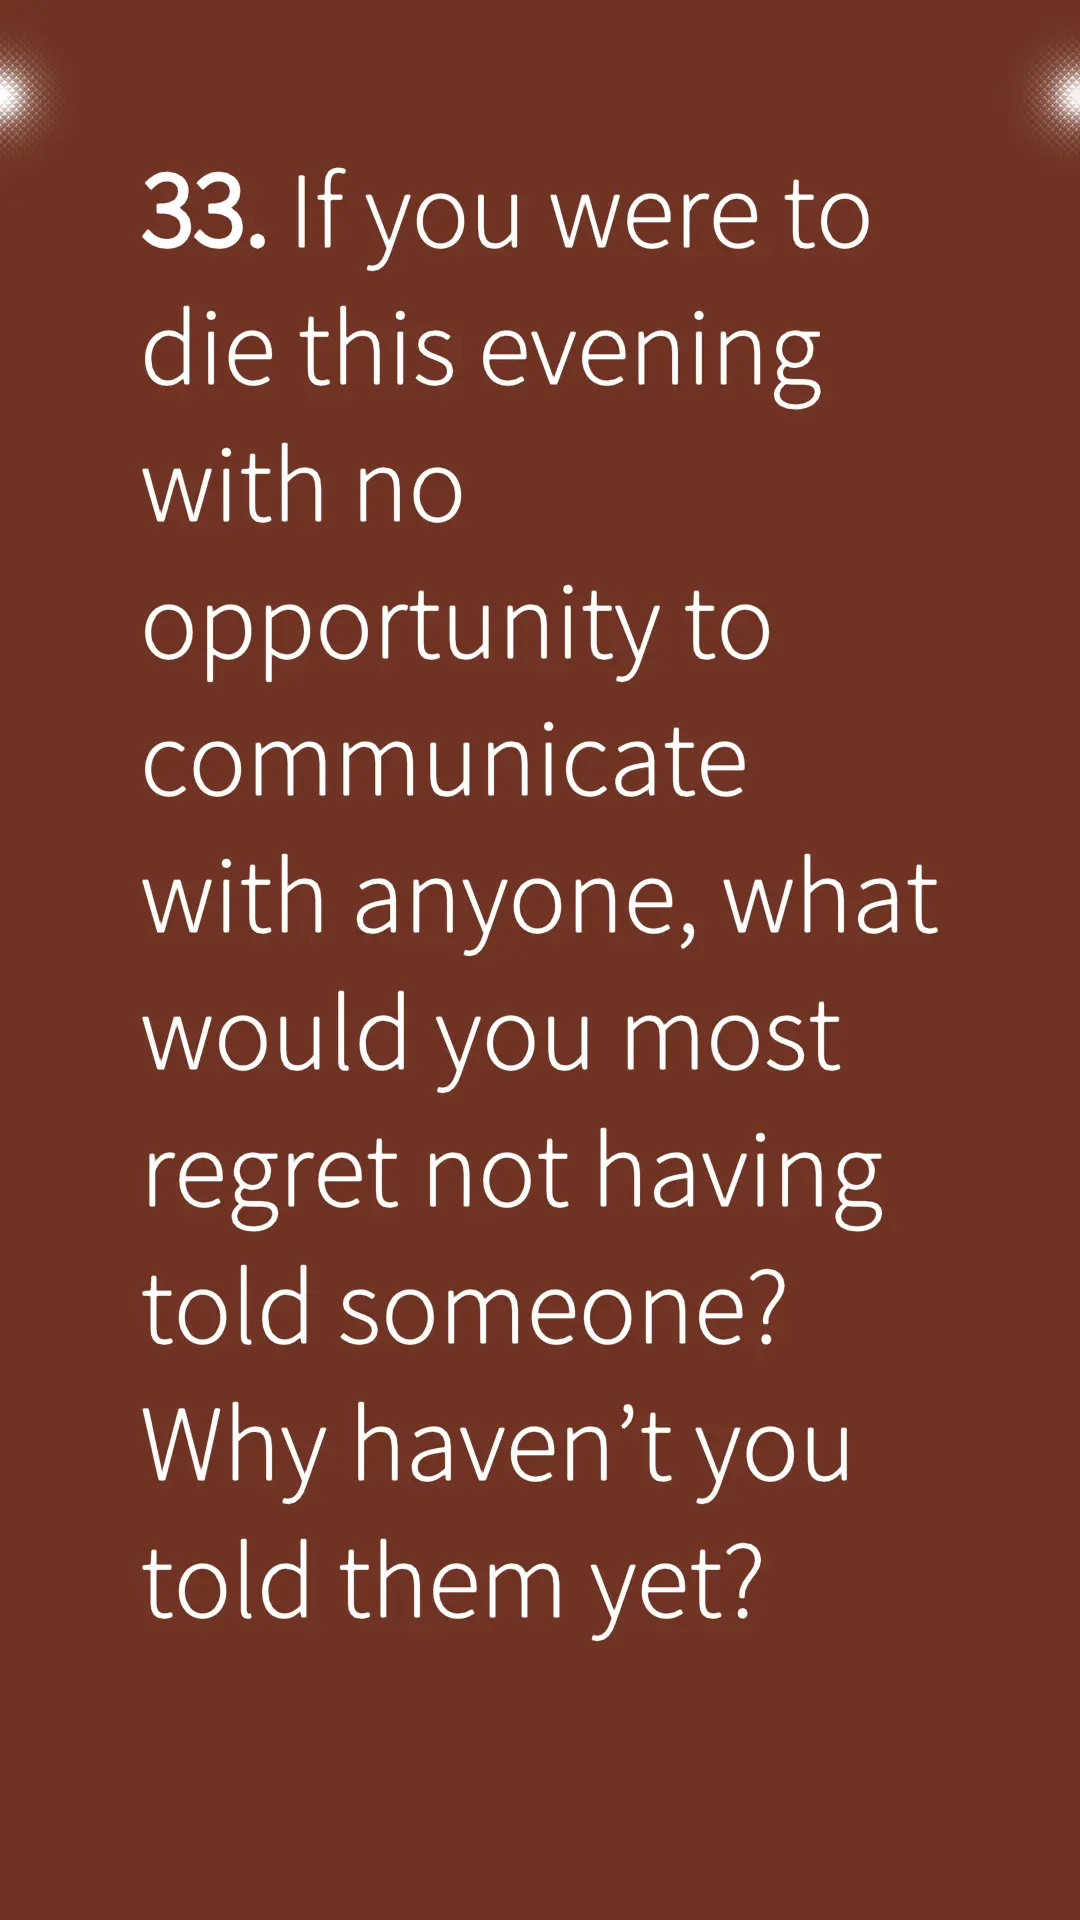 33. If you were to
die this evening
with no
opportunity to
communicate
with anyone, what
would you most
regret not having
told someone?
Why haven’t you
told them yet?